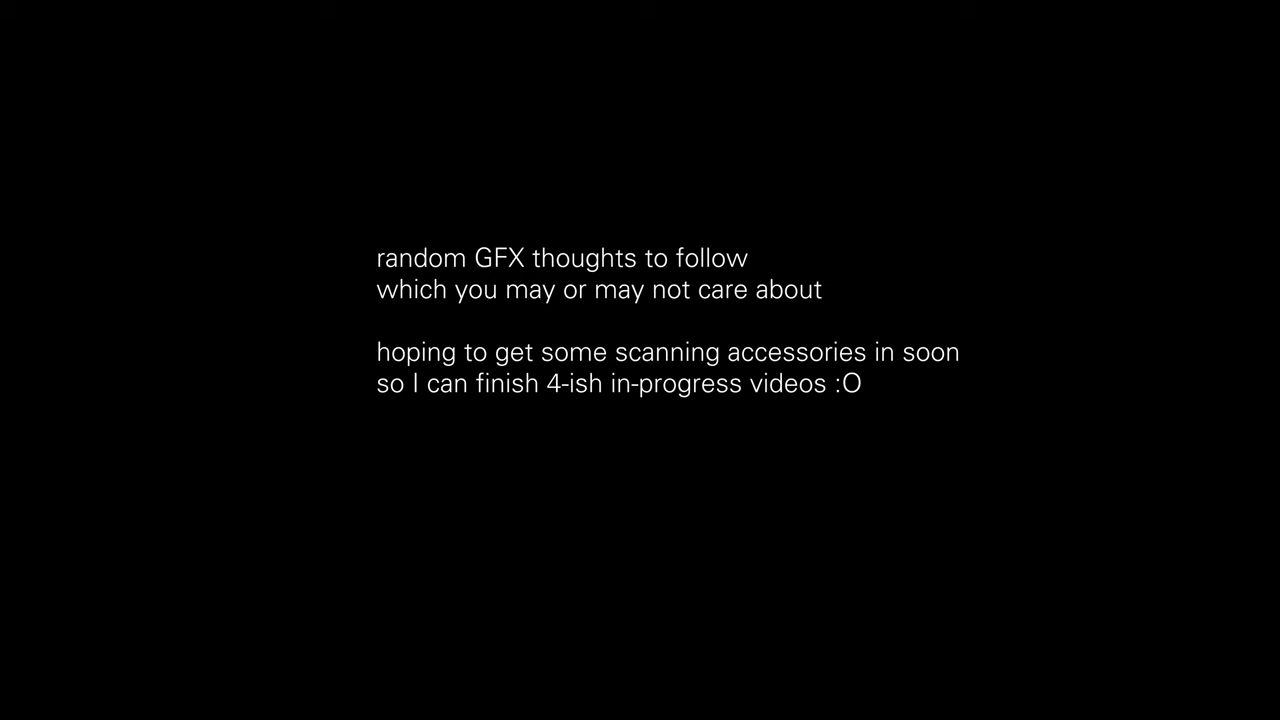 random GFX thoughts to follow
which you may or may not care about
hoping to get some scanning accessories in soon
so I can finish 4-ish in-progress videos :O